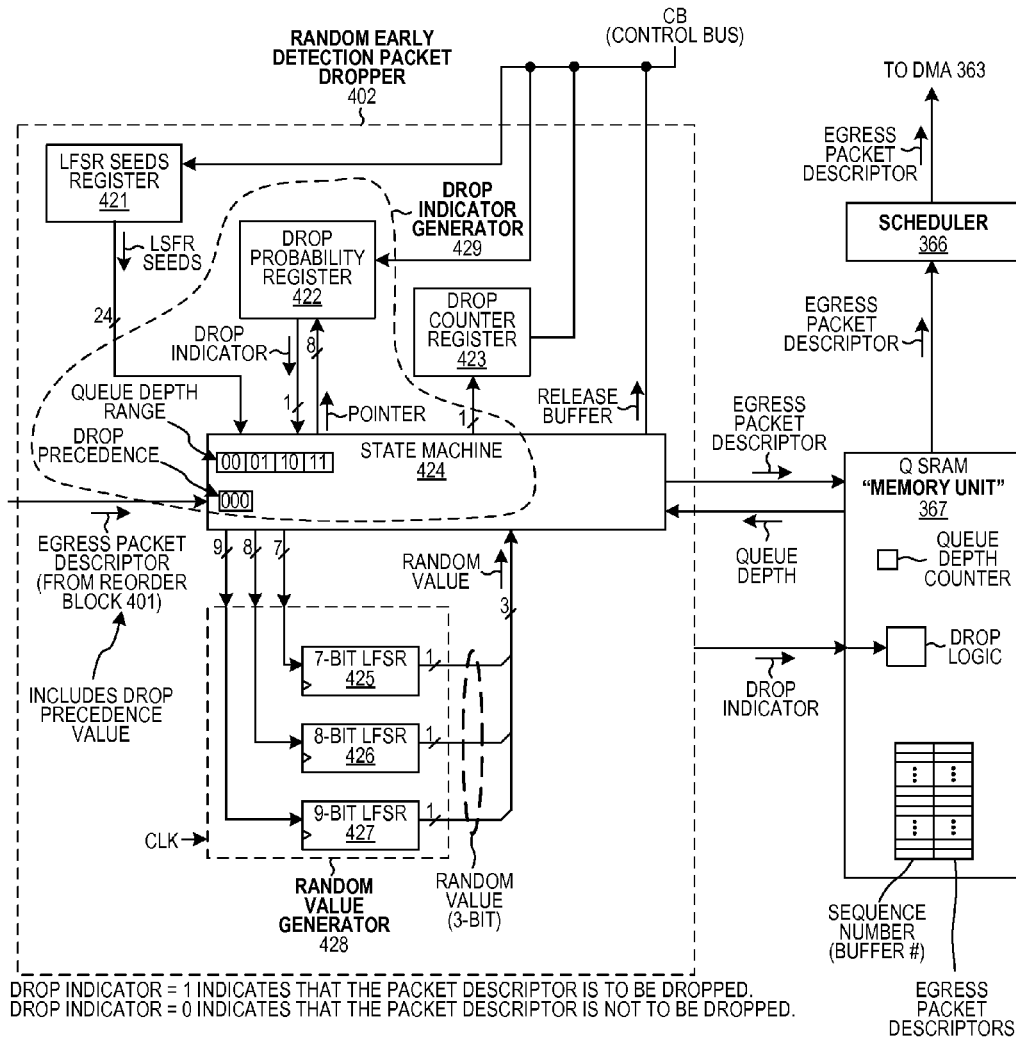 CB
(CONTROL BUS)
RANDOM EARLY
DETECTION PACKET
DROPPER
402
TO DMA 363
EGRESS
PACKET
DESCRIPTOR
LFSR SEEDS
REGISTER
421
LSFR
SEEDS
24
DROP
INDICATOR
GENERATOR
429
DROP
PROBABILITY
REGISTER
422
DROP
INDICATOR
1
8
POINTER
DROP
COUNTER
REGISTER
423
1
RELEASE
BUFFER
SCHEDULER
366
EGRESS
PACKET
DESCRIPTOR
QUEUE DEPTH
RANGE
DROP
PRECEDENCE
00 01 10 11
000
STATE MACHINE
424
EGRESS
PACKET
DESCRIPTOR
QUEUE
DEPTH
Q SRAM
“MEMORY UNIT”
367
QUEUE
DEPTH
COUNTER
DROP
LOGIC
DROP
INDICATOR
EGRESS PACKET
DESCRIPTOR
(FROM REORDER
BLOCK 401)
INCLUDES DROP
PRECEDENCE
VALUE
9 8 7
RANDOM
VALUE
3
7-BIT LFSR
425
1
8-BIT LFSR
426
1
9-BIT LFSR
427
1
CLK
RANDOM
VALUE
GENERATOR
428
RANDOM
VALUE
(3-BIT)
SEQUENCE
NUMBER
(BUFFER #)
EGRESS
PACKET
DESCRIPTORS
DROP INDICATOR = 1 INDICATES THAT THE PACKET DESCRIPTOR IS TO BE DROPPED.
DROP INDICATOR = 0 INDICATES THAT THE PACKET DESCRIPTOR IS NOT TO BE DROPPED.